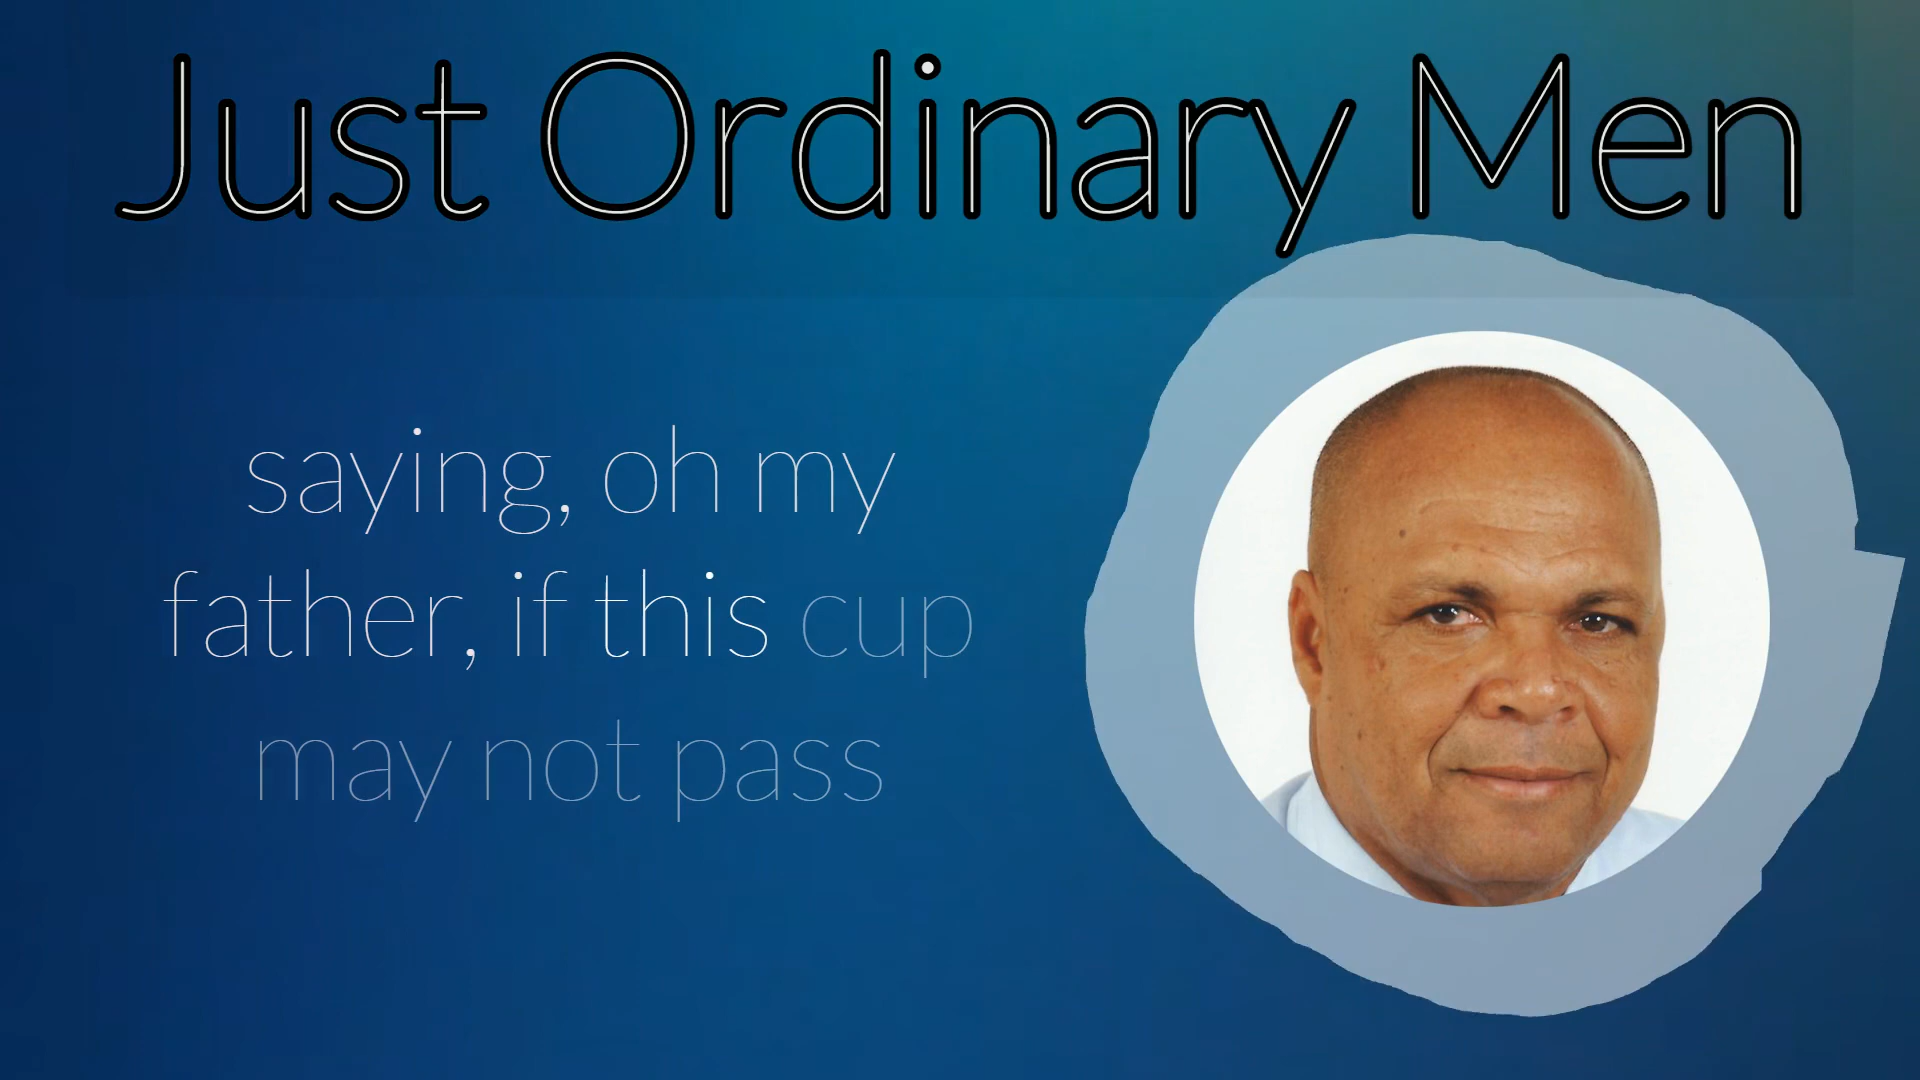 Just Ordinary Men
saying, oh my
father, if this cup
may not pass